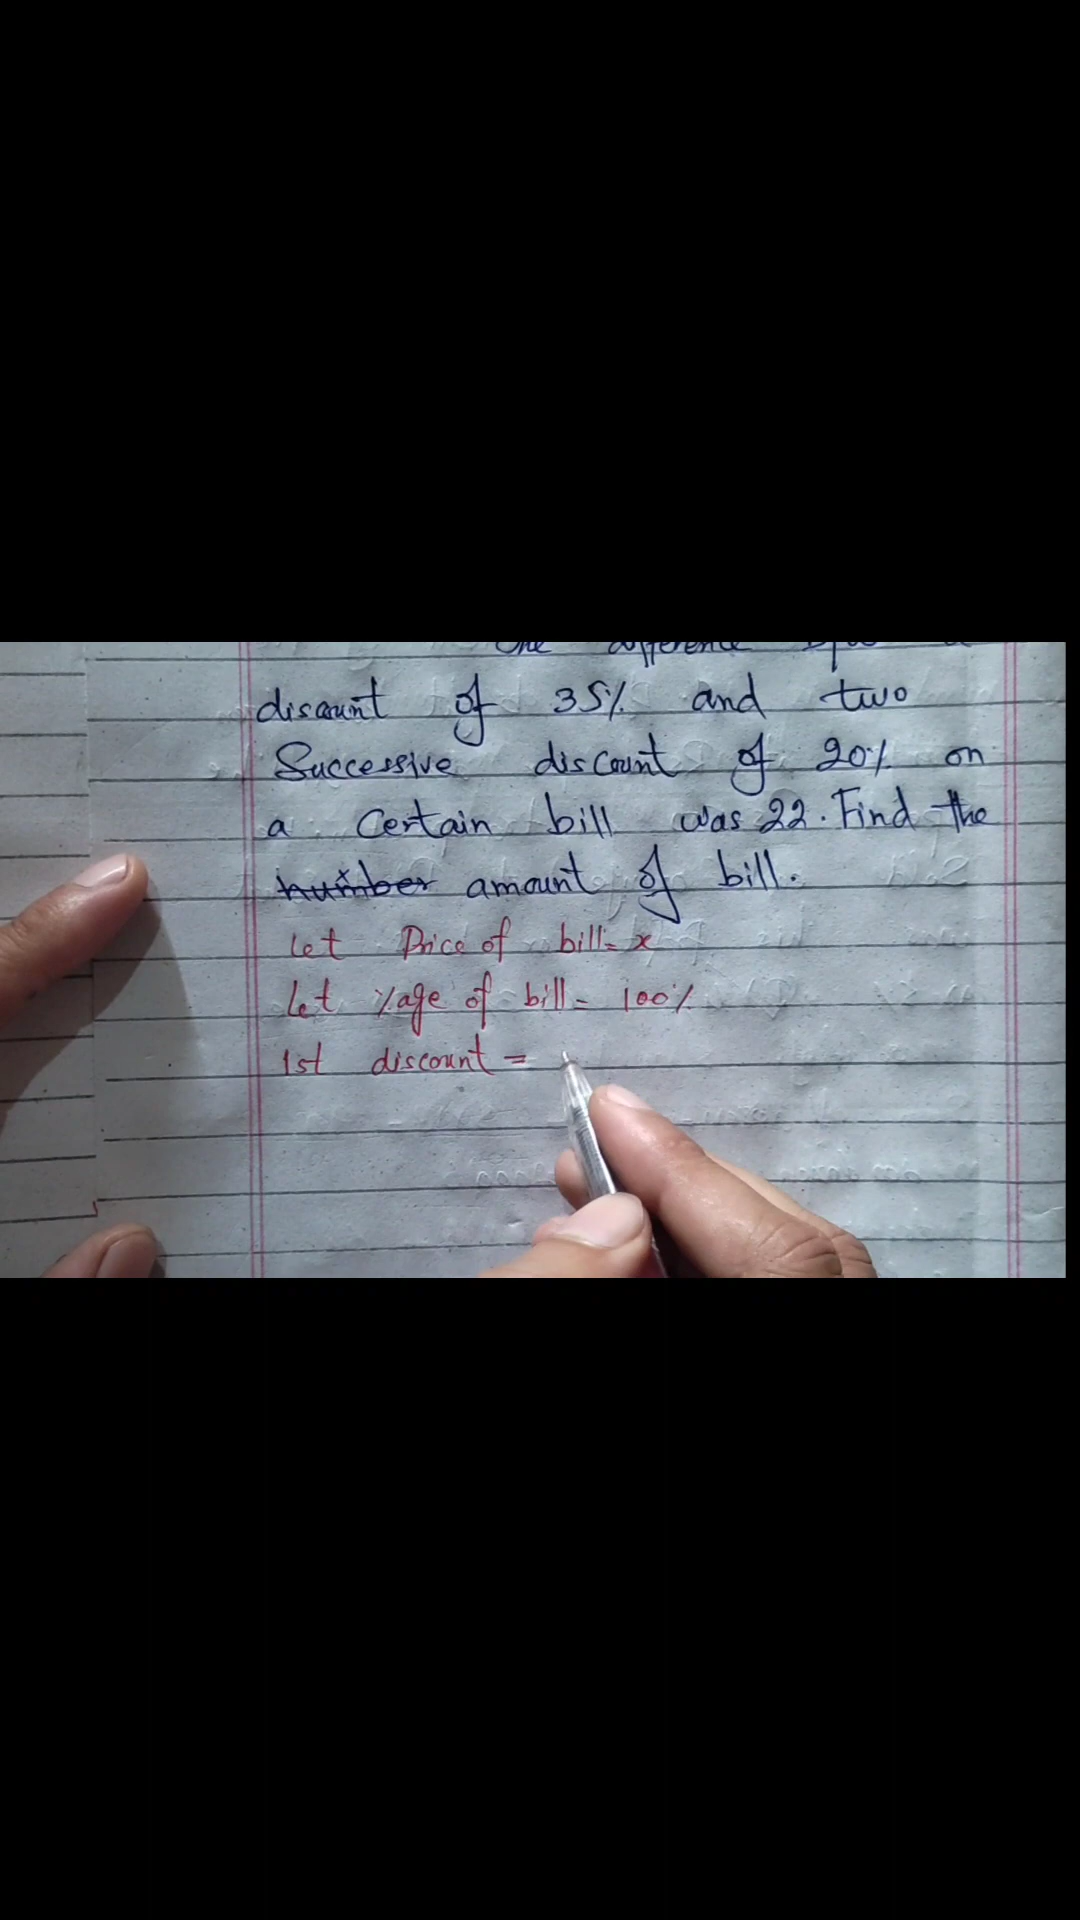 difference
discount of 35% and two
Successive discount of 20% on
a Certain bill was 22. Find the
number amount of bill.
Let Price of bill = x
Let %age of bill = 100%
1st discount =